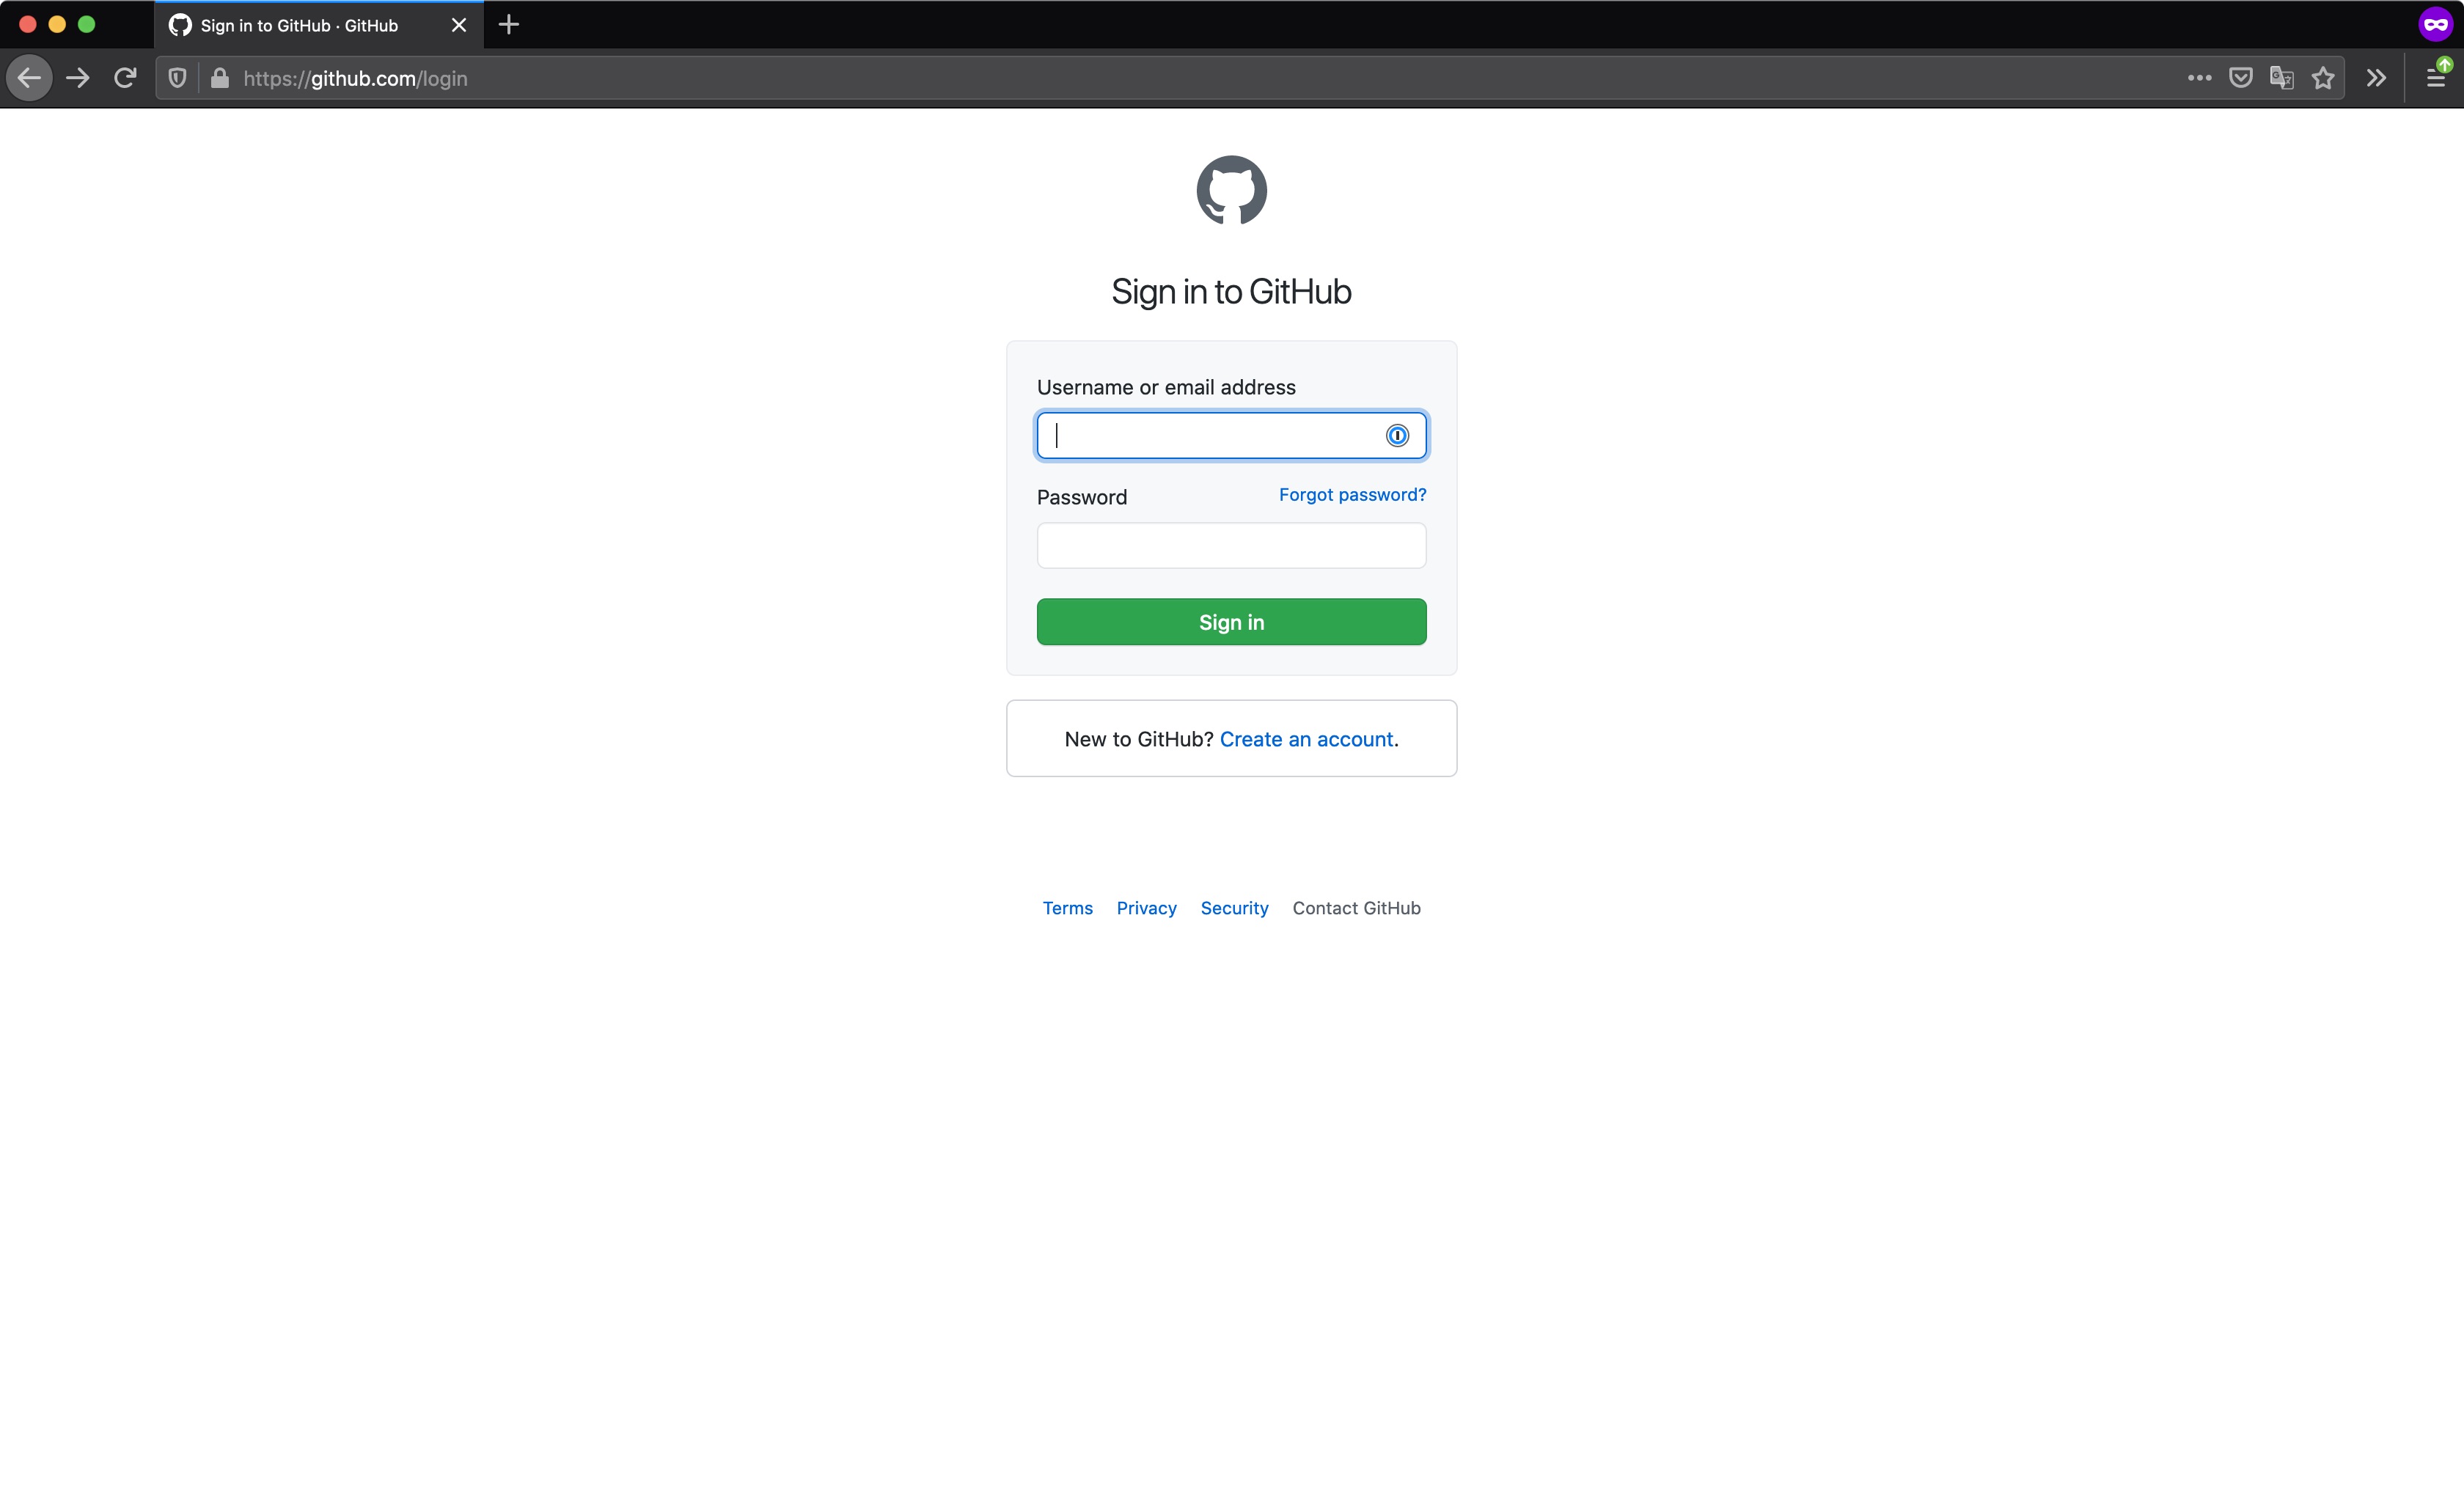 Sign in to GitHub · GitHub
https://github.com/login
Sign in to GitHub
Username or email address
Password Forgot password?
Sign in
New to GitHub? Create an account.
Terms Privacy Security Contact GitHub